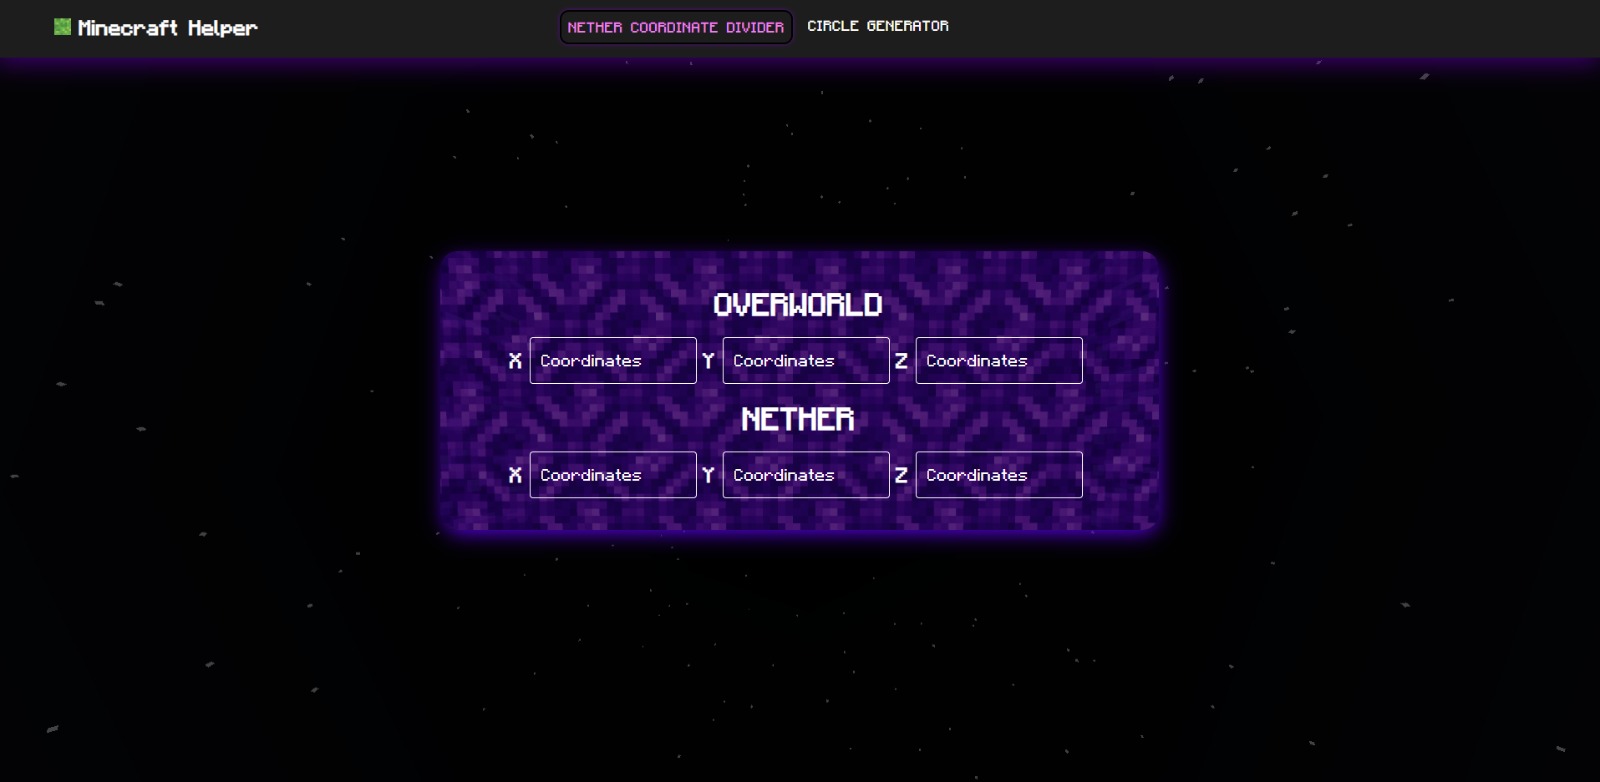 Minecraft Helper
NETHER COORDINATE DIVIDER
CIRCLE GENERATOR
OVERWORLD
X Coordinates Y Coordinates Z Coordinates
NETHER
X Coordinates Y Coordinates Z Coordinates